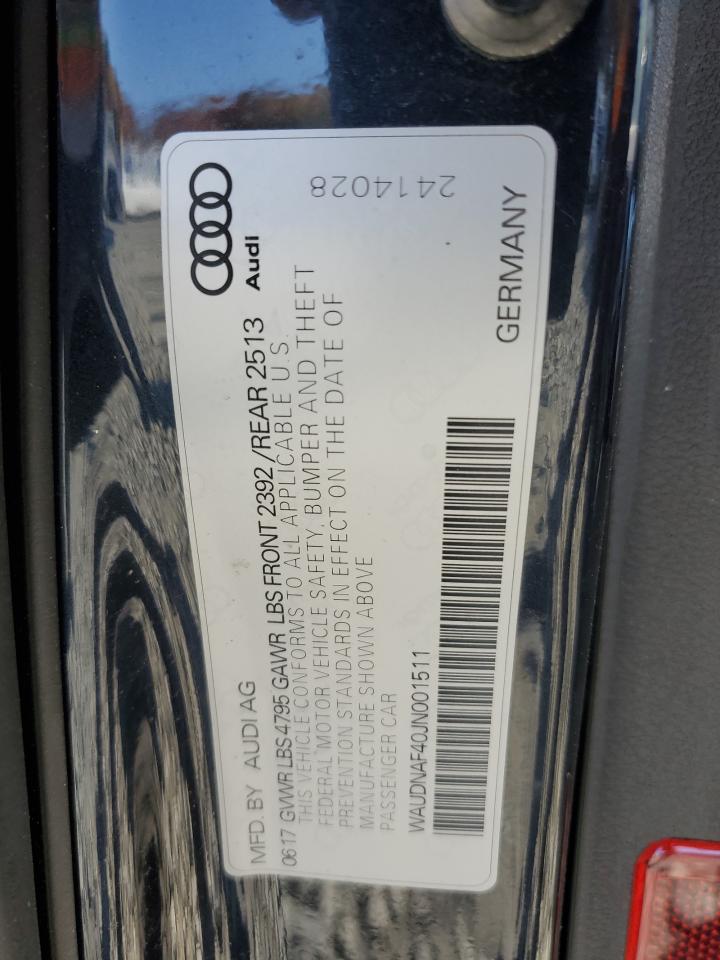 MFD. BY AUDI AG
Audi
0617 GVWR LBS 4795 GAWR LBS FRONT 2392 / REAR 2513
THIS VEHICLE CONFORMS TO ALL APPLICABLE U.S.
FEDERAL MOTOR VEHICLE SAFETY, BUMPER AND THEFT
PREVENTION STANDARDS IN EFFECT ON THE DATE OF
MANUFACTURE SHOWN ABOVE
PASSENGER CAR
WAUDNAF40JN001511
GERMANY
2414028